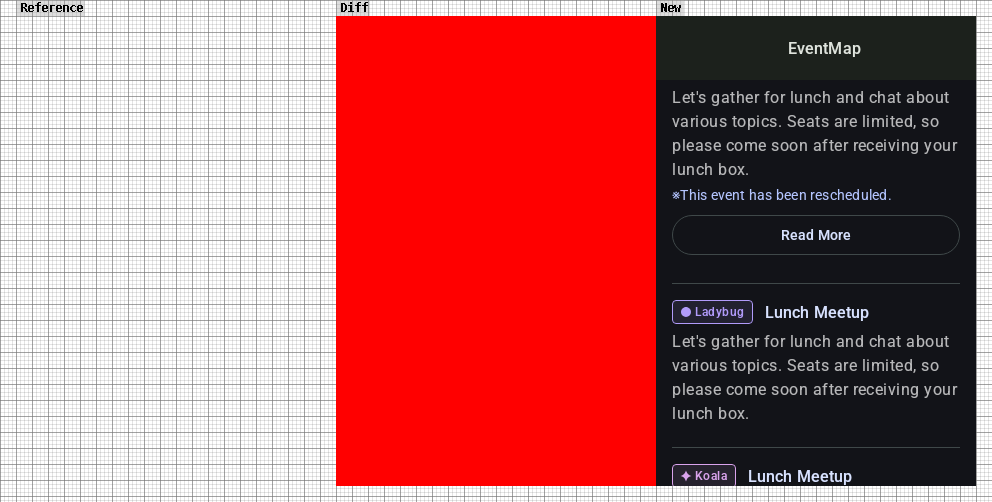 Reference
Diff
New
EventMap
Let's gather for lunch and chat about
various topics. Seats are limited, so
please come soon after receiving your
lunch box.
※This event has been rescheduled.
Read More
Ladybug
Lunch Meetup
Let's gather for lunch and chat about
various topics. Seats are limited, so
please come soon after receiving your
lunch box.
Koala
Lunch Meetup